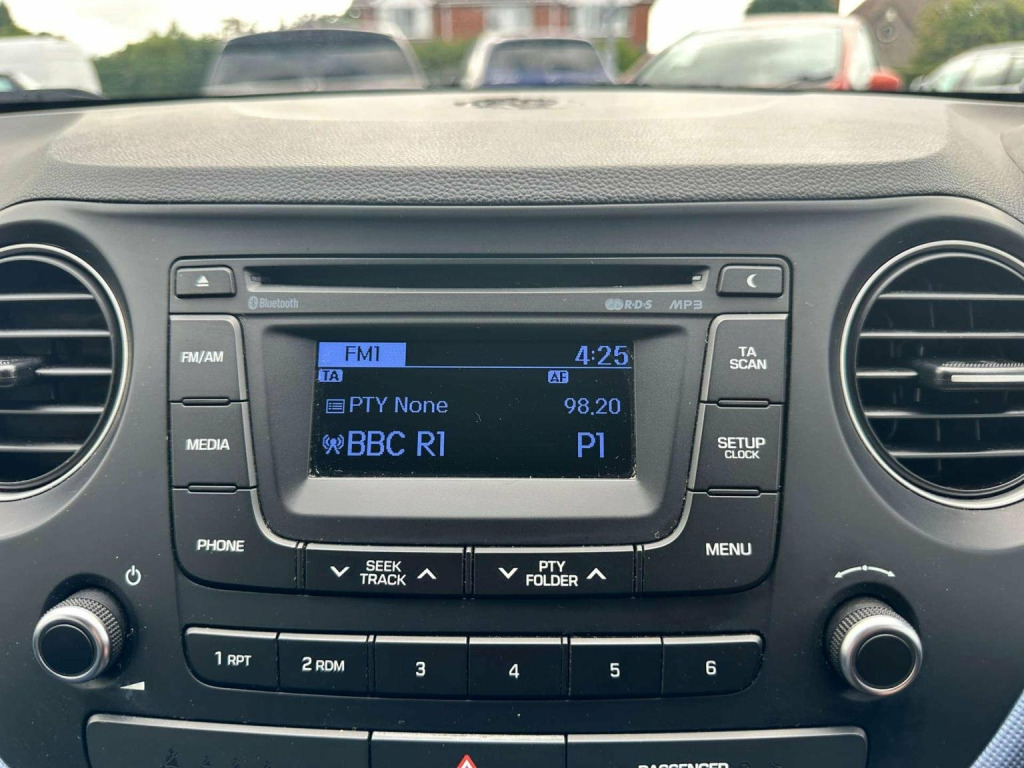 Bluetooth
R·D·S MP3
FM/AM
FM1 4:25
TA AF
TA
SCAN
PTY None 98.20
MEDIA
BBC R1 P1
SETUP
CLOCK
PHONE
SEEK
TRACK
PTY
FOLDER
MENU
1 RPT
2 RDM
3
4
5
6
PASSENGER